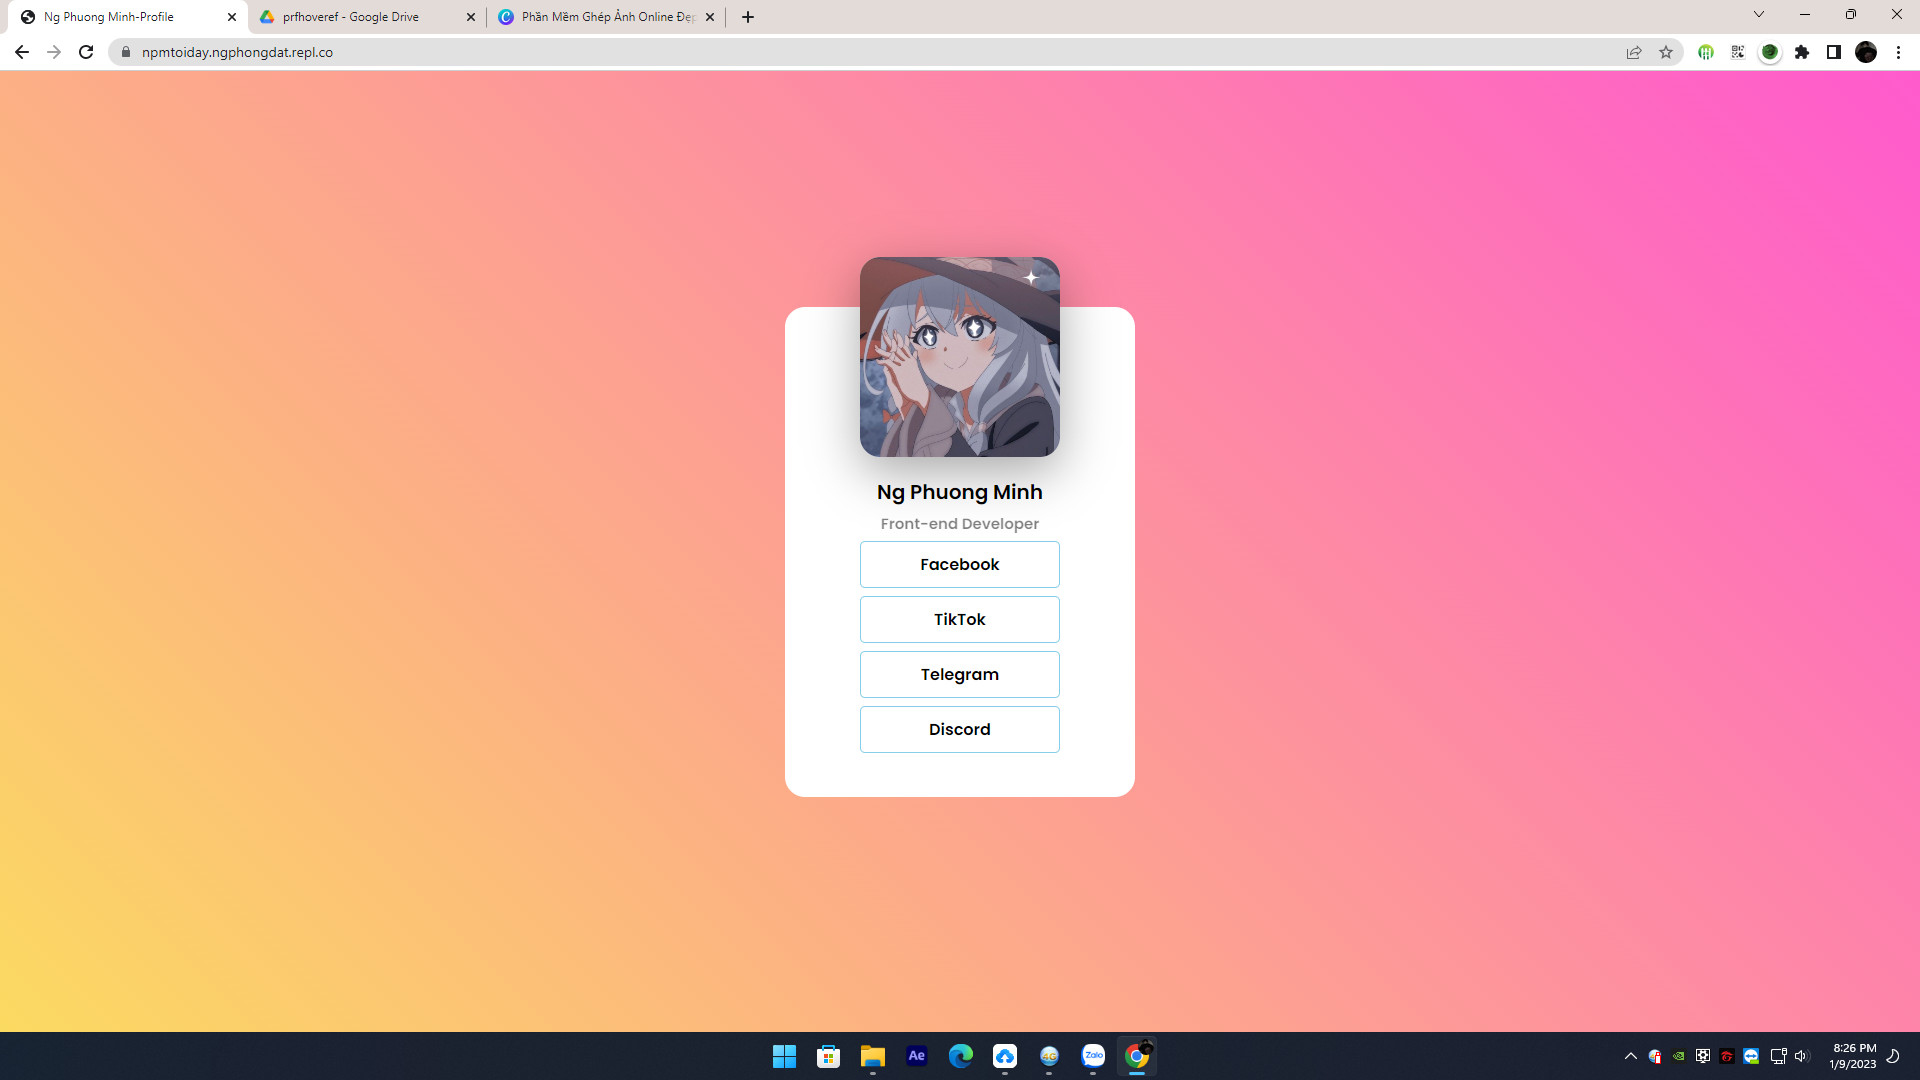 Ng Phuong Minh-Profile
prfhoveref - Google Drive
Phần Mềm Ghép Ảnh Online Đẹp
npmtoiday.ngphongdat.repl.co
Ng Phuong Minh
Front-end Developer
Facebook
TikTok
Telegram
Discord
Ae
4G
Zalo
8:26 PM
1/9/2023